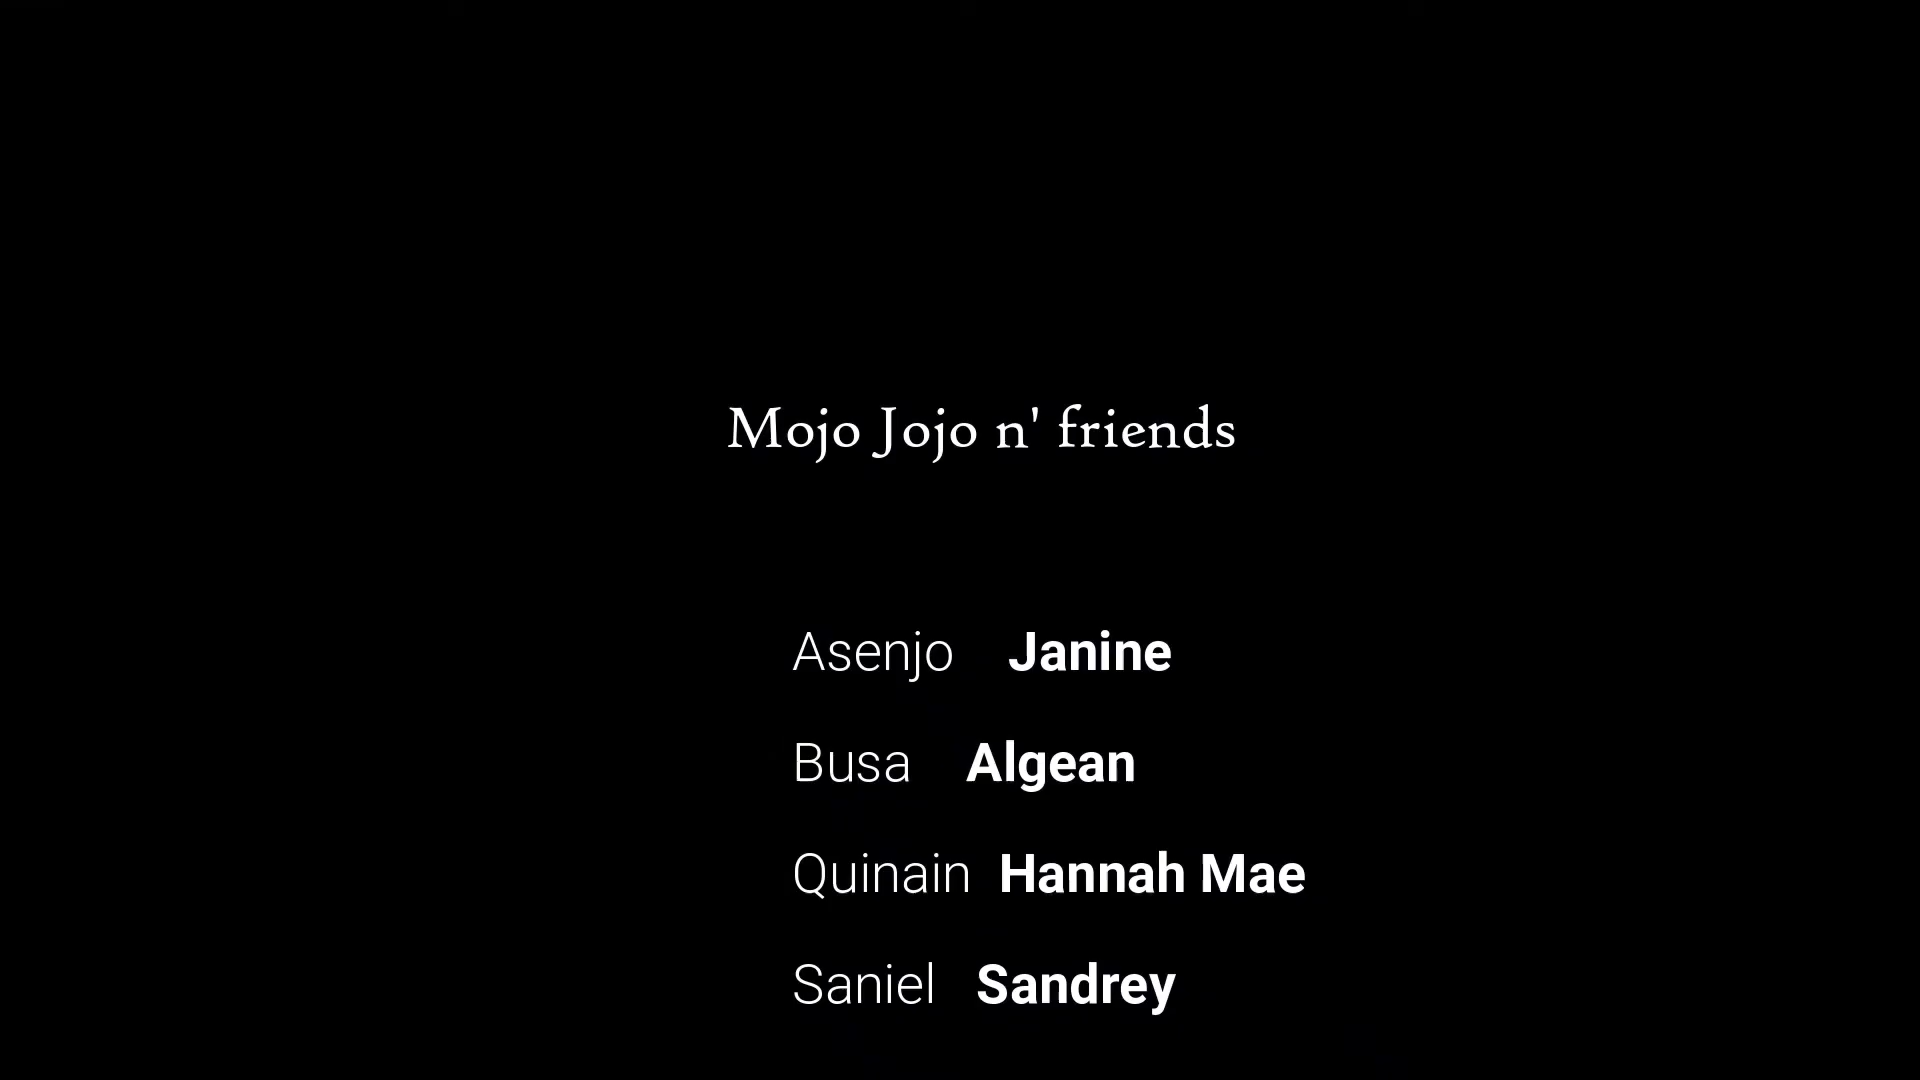 Mojo Jojo n' friends
Asenjo Janine
Busa Algean
Quinain Hannah Mae
Saniel Sandrey